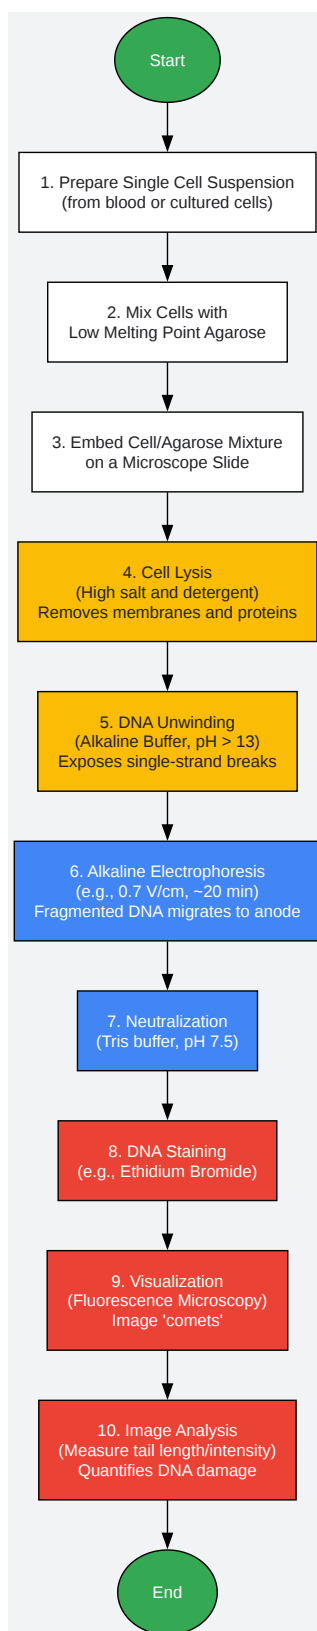 Start
1. Prepare Single Cell Suspension
(from blood or cultured cells)
2. Mix Cells with
Low Melting Point Agarose
3. Embed Cell/Agarose Mixture
on a Microscope Slide
4. Cell Lysis
(High salt and detergent)
Removes membranes and proteins
5. DNA Unwinding
(Alkaline Buffer, pH > 13)
Exposes single-strand breaks
6. Alkaline Electrophoresis
(e.g., 0.7 V/cm, ~20 min)
Fragmented DNA migrates to anode
7. Neutralization
(Tris buffer, pH 7.5)
8. DNA Staining
(e.g., Ethidium Bromide)
9. Visualization
(Fluorescence Microscopy)
Image 'comets'
10. Image Analysis
(Measure tail length/intensity)
Quantifies DNA damage
End